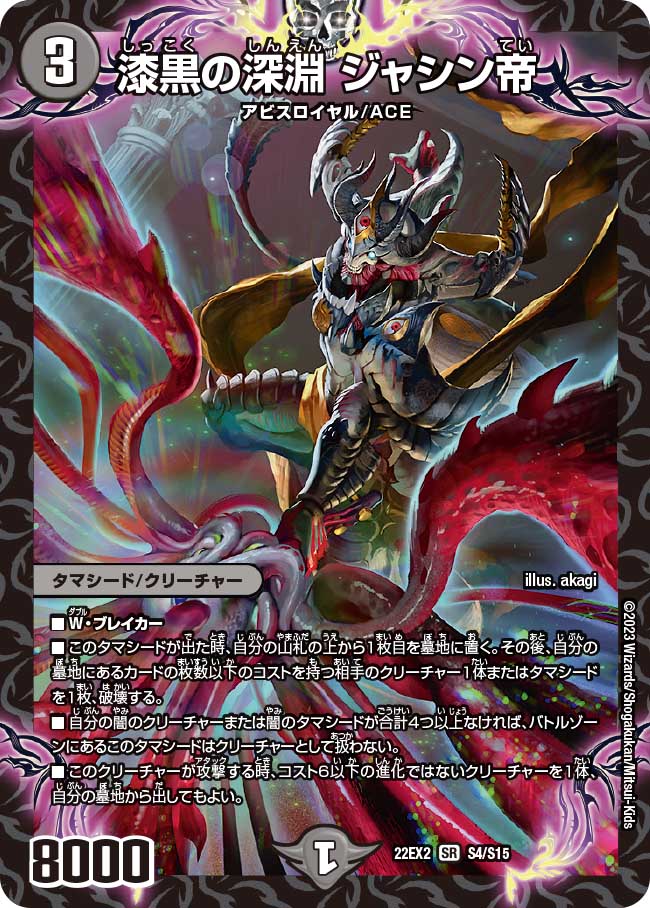 3
漆黒の深淵 ジャシン帝
アビスロイヤル/ACE
タマシード/クリーチャー
illus. akagi
■W・ブレイカー
■このタマシードが出た時、自分の山札の上から1枚目を墓地に置く。その後、自分の
墓地にあるカードの枚数以下のコストを持つ相手のクリーチャー1体またはタマシード
を1枚、破壊する。
■自分の闇のクリーチャーまたは闇のタマシードが合計4つ以上なければ、バトルゾー
ンにあるこのタマシードはクリーチャーとして扱わない。
■このクリーチャーが攻撃する時、コスト6以下の進化ではないクリーチャーを1体、
自分の墓地から出してもよい。
8000
1
22EX2 SR S4/S15
©2023 Wizards/Shogakukan/Mitsui-Kids